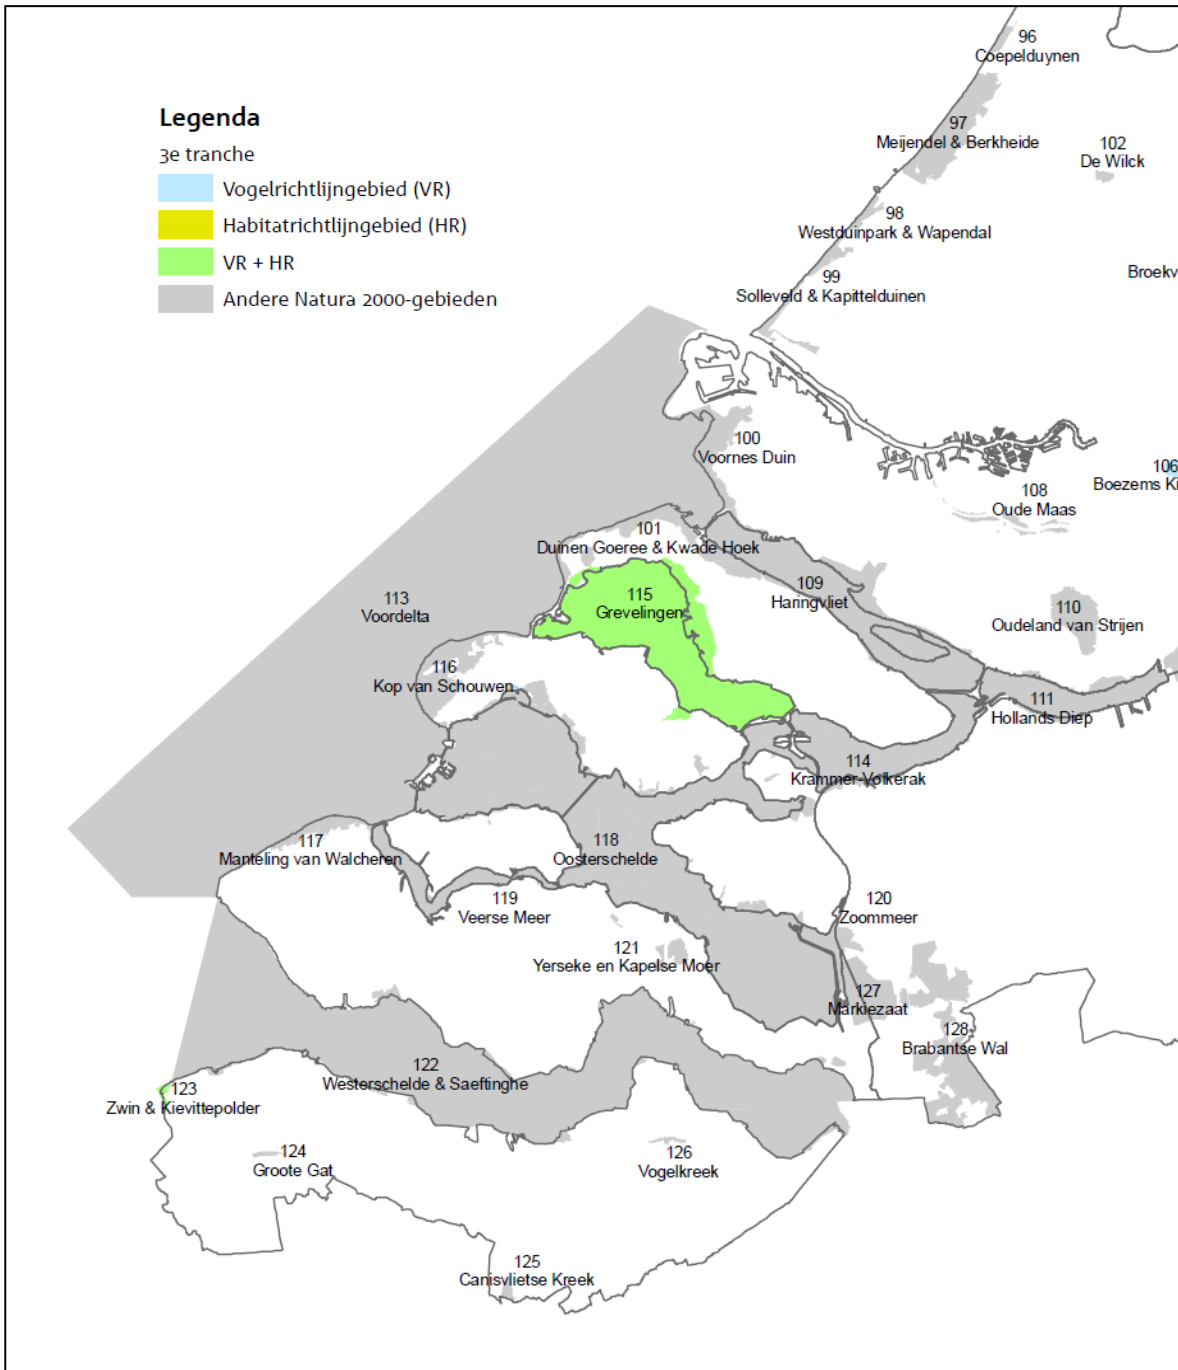 Legenda
3e tranche
Vogelrichtlijngebied (VR)
Habitatrichtlijngebied (HR)
VR + HR
Andere Natura 2000-gebieden
96
Coepelduynen
97
Meijendel & Berkheide
102
De Wilck
98
Westduinpark & Wapendal
99
Solleveld & Kapittelduinen
Broekv
100
Voornes Duin
106
Boezems Ki
108
Oude Maas
101
Duinen Goeree & Kwade Hoek
109
Haringvliet
115
Grevelingen
113
Voordelta
110
Oudeland van Strijen
116
Kop van Schouwen
111
Hollands Diep
114
Krammer-Volkerak
117
Manteling van Walcheren
118
Oosterschelde
119
Veerse Meer
120
Zoommeer
121
Yerseke en Kapelse Moer
127
Markiezaat
128
Brabantse Wal
122
Westerschelde & Saeftinghe
123
Zwin & Kievittepolder
124
Groote Gat
126
Vogelkreek
125
Canisvlietse Kreek